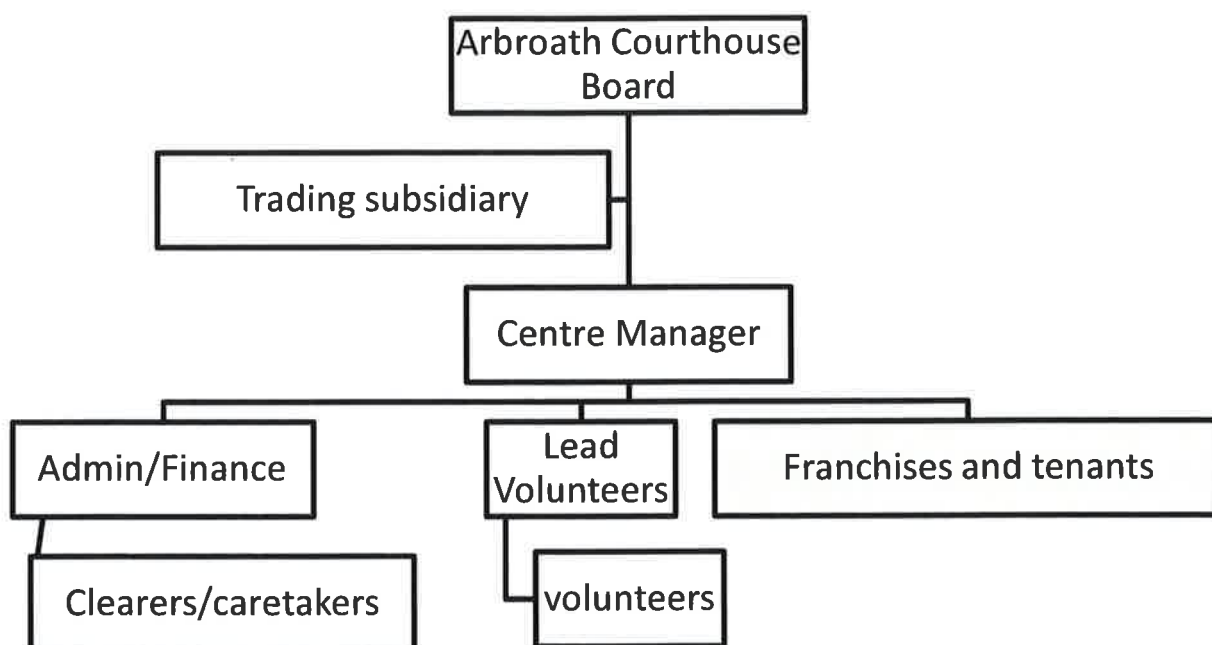 Arbroath Courthouse
Board
Trading subsidiary
Centre Manager
Admin/Finance
Lead
Volunteers
Franchises and tenants
Clearers/caretakers
volunteers